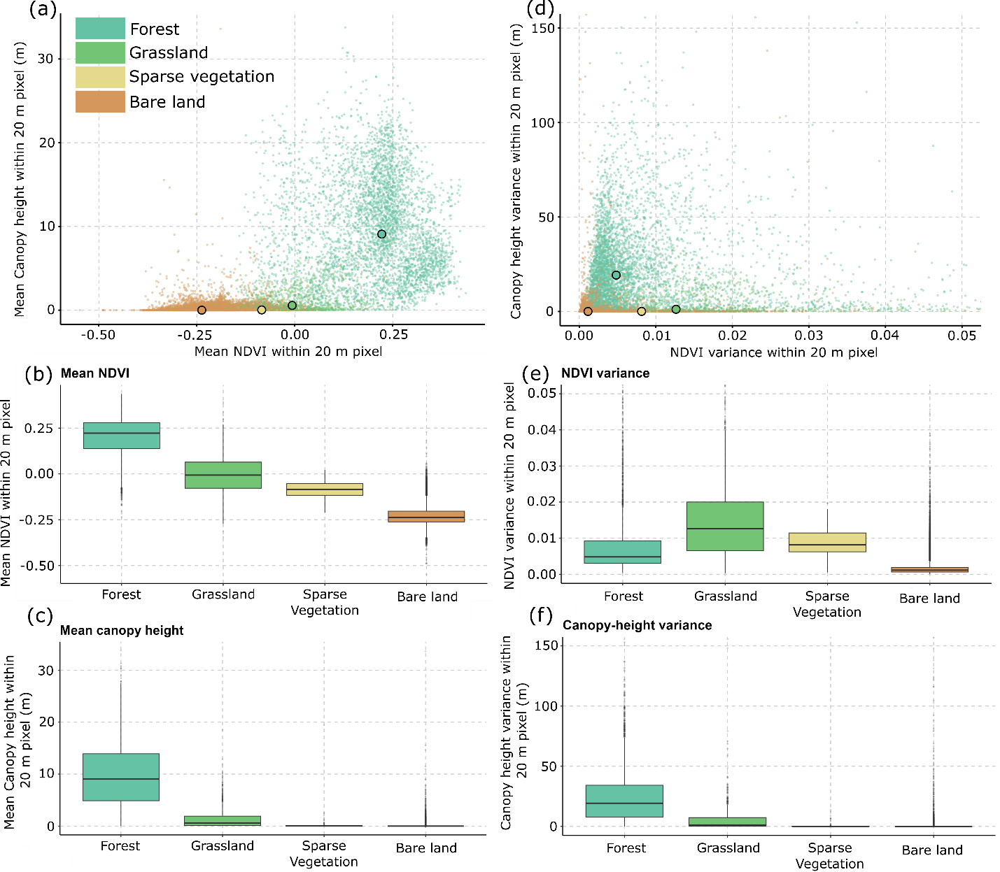 (a)
Forest
Grassland
Sparse vegetation
Bare land
Mean Canopy height within 20 m pixel (m)
30
20
10
0
-0.50
-0.25
0.00
0.25
Mean NDVI within 20 m pixel
(d)
Canopy height variance within 20 m pixel (m)
150
100
50
0
0.00
0.01
0.02
0.03
0.04
0.05
NDVI variance within 20 m pixel
(b)
Mean NDVI
Mean NDVI within 20 m pixel
0.25
0.00
-0.25
-0.50
Forest
Grassland
Sparse
Vegetation
Bare land
(e)
NDVI variance
NDVI variance within 20 m pixel
0.05
0.04
0.03
0.02
0.01
0.00
Forest
Grassland
Sparse
Vegetation
Bare land
(c)
Mean canopy height
Mean Canopy height within
20 m pixel (m)
30
20
10
0
Forest
Grassland
Sparse
Vegetation
Bare land
(f)
Canopy-height variance
Canopy height variance within
20 m pixel (m)
150
100
50
0
Forest
Grassland
Sparse
Vegetation
Bare land